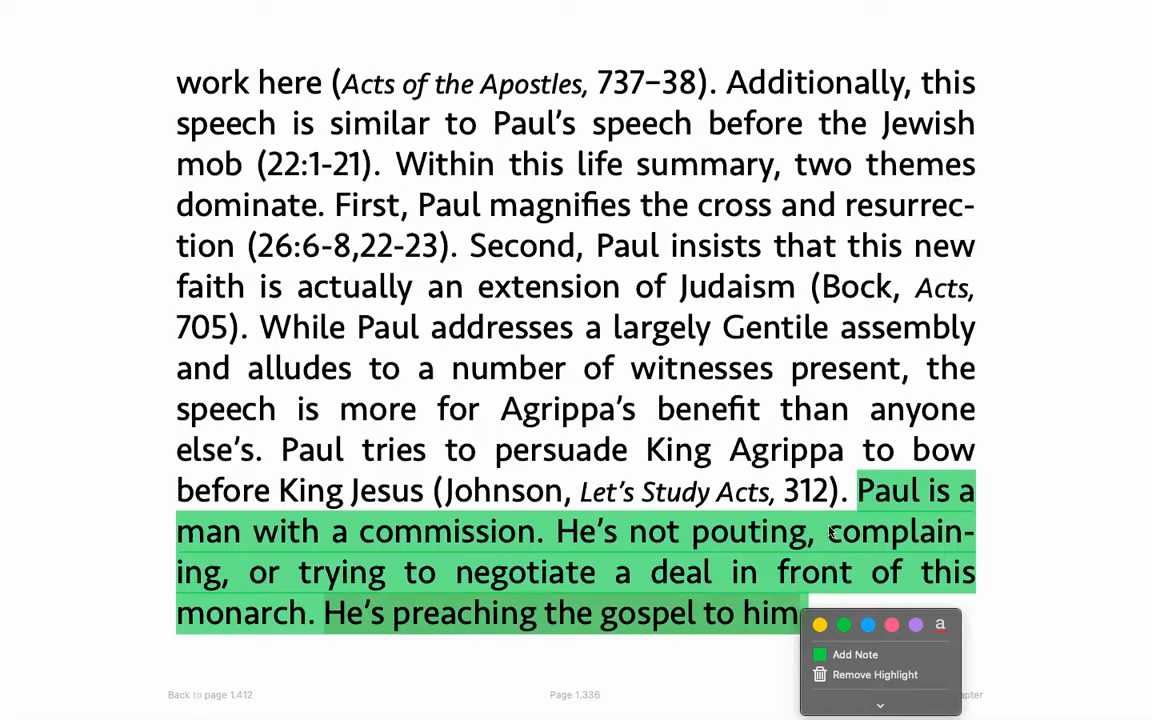 work here (Acts of the Apostles, 737–38). Additionally, this
speech is similar to Paul's speech before the Jewish
mob (22:1-21). Within this life summary, two themes
dominate. First, Paul magnifies the cross and resurrec-
tion (26:6-8,22-23). Second, Paul insists that this new
faith is actually an extension of Judaism (Bock, Acts,
705). While Paul addresses a largely Gentile assembly
and alludes to a number of witnesses present, the
speech is more for Agrippa's benefit than anyone
else's. Paul tries to persuade King Agrippa to bow
before King Jesus (Johnson, Let's Study Acts, 312). Paul is a
man with a commission. He's not pouting, complain-
ing, or trying to negotiate a deal in front of this
monarch. He's preaching the gospel to him
a
Add Note
Remove Highlight
Back to page 1.412
Page 1.336